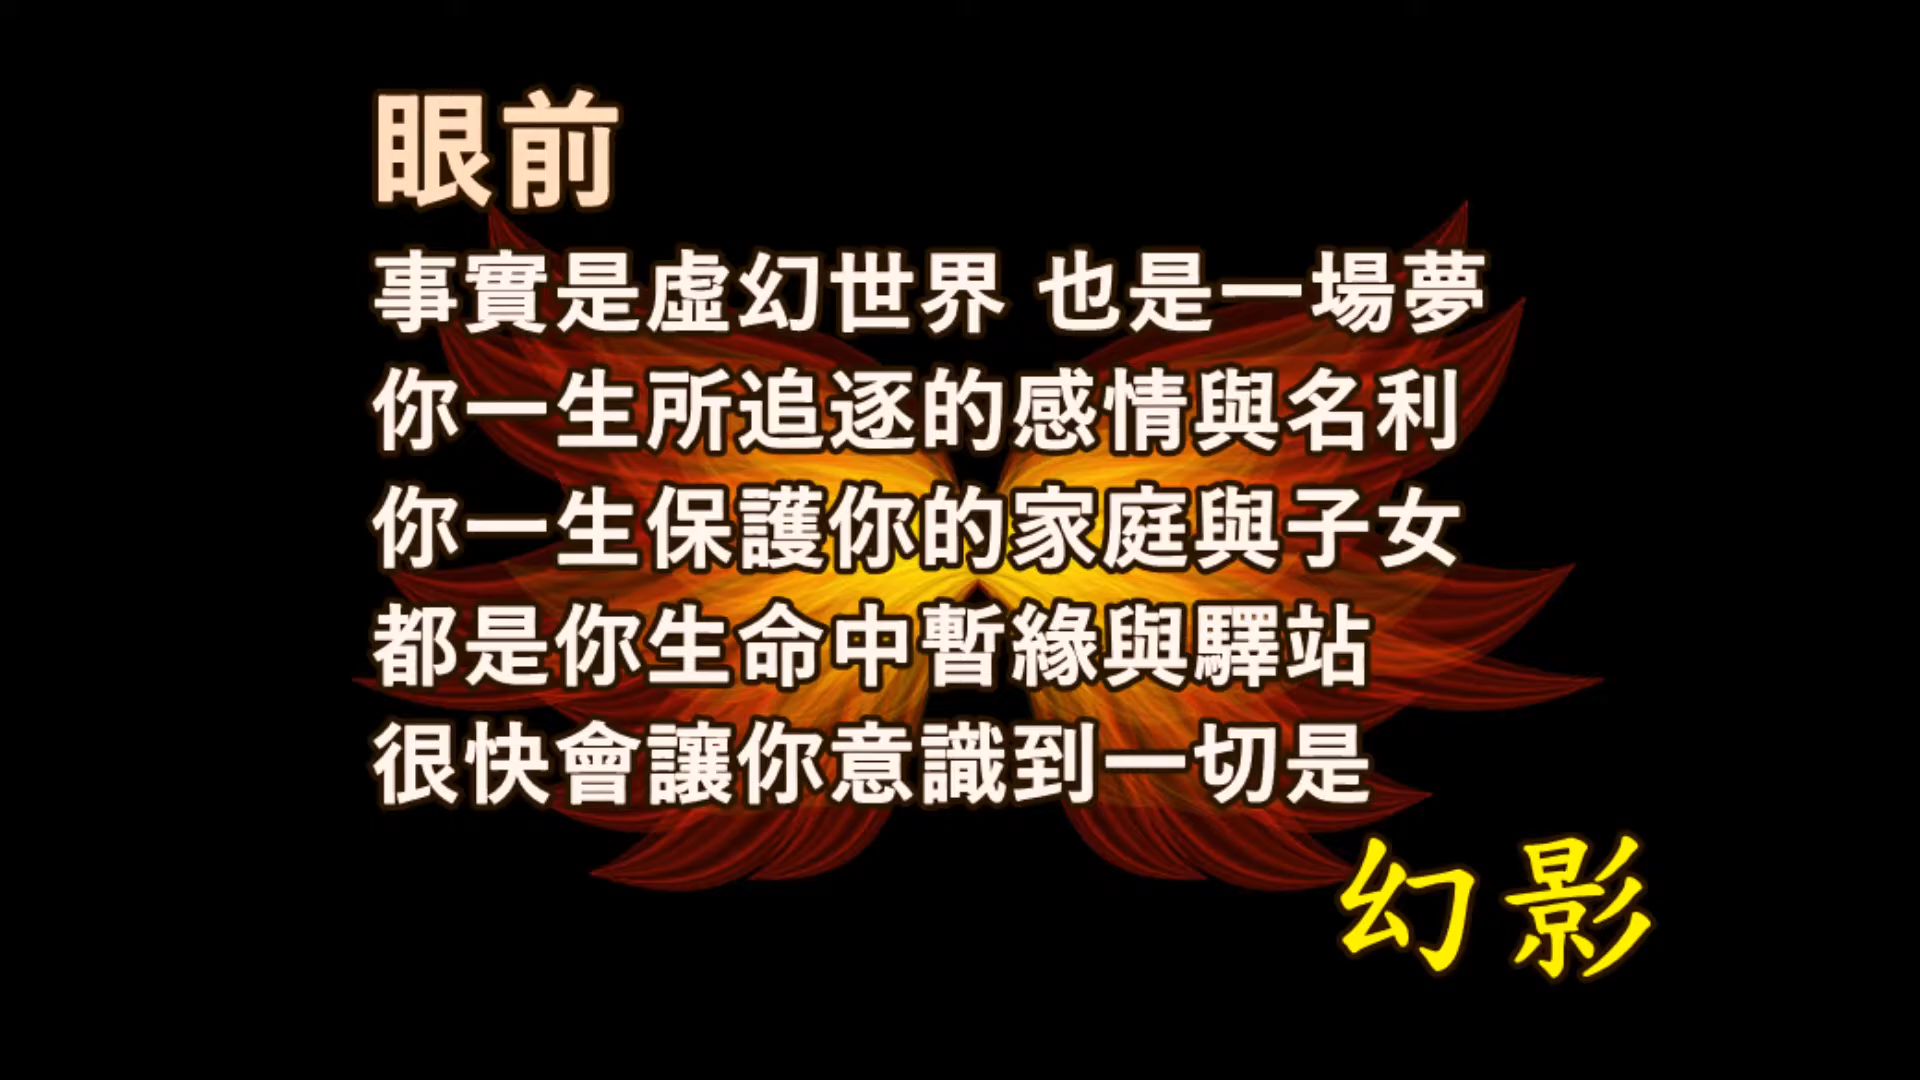 眼前
事實是虛幻世界 也是一場夢
你一生所追逐的感情與名利
你一生保護你的家庭與子女
都是你生命中暫緣與驛站
很快會讓你意識到一切是
幻影